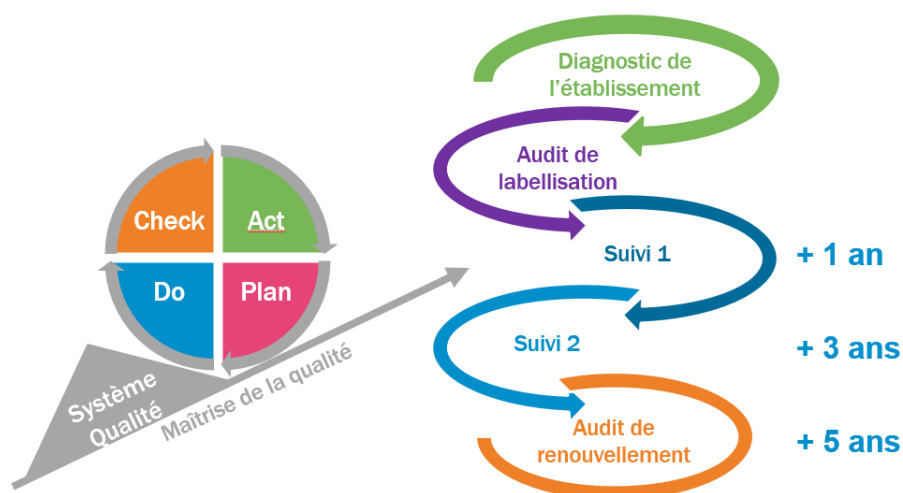 Check
Act
Do
Plan
Système
Qualité
Maîtrise de la qualité
Diagnostic de
l'établissement
Audit de
labellisation
Suivi 1
+ 1 an
Suivi 2
+ 3 ans
Audit de
renouvellement
+ 5 ans